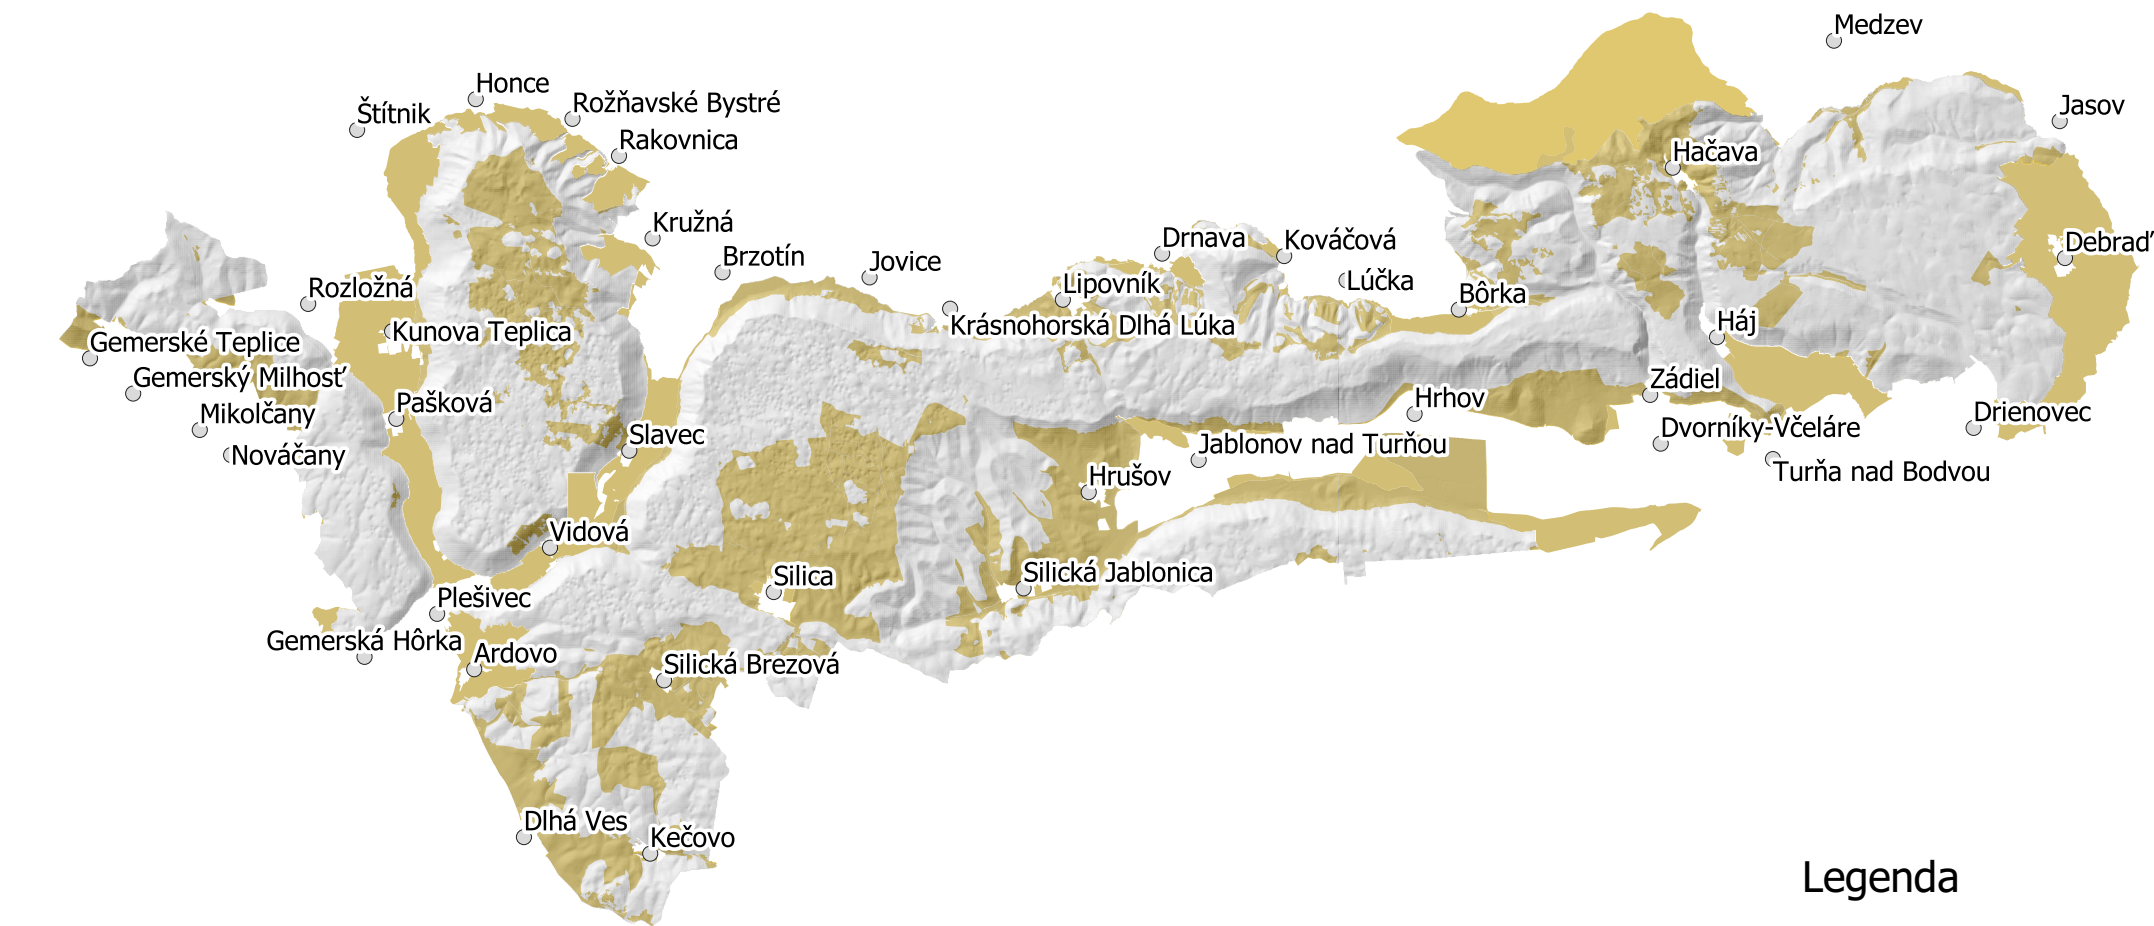 Medzev
Honce
Rožňavské Bystré
Štítnik
Jasov
Rakovnica
Hačava
Kružná
Drnava
Kováčová
Debraď
Brzotín
Jovice
Lúčka
Lipovník
Rozložná
Bôrka
Háj
Krásnohorská Dlhá Lúka
Kunova Teplica
Gemerské Teplice
Gemerský Milhosť
Zádiel
Hrhov
Pašková
Mikolčany
Drienovec
Dvorníky-Včeláre
Slavec
Jablonov nad Turňou
Nováčany
Turňa nad Bodvou
Hrušov
Vidová
Silica
Silická Jablonica
Plešivec
Gemerská Hôrka
Ardovo
Silická Brezová
Dlhá Ves
Kečovo
Legenda